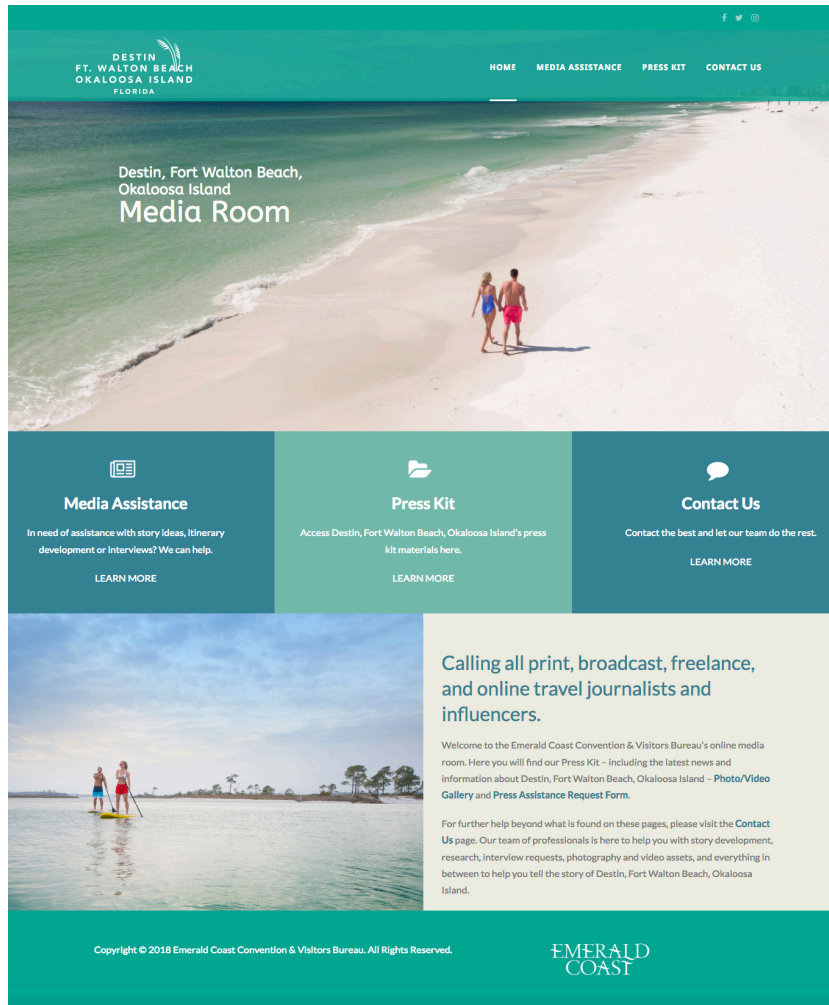 DESTIN
FT. WALTON BEACH
OKALOOSA ISLAND
FLORIDA
HOME MEDIA ASSISTANCE PRESS KIT CONTACT US
Destin, Fort Walton Beach,
Okaloosa Island
Media Room
Media Assistance
In need of assistance with story ideas, itinerary
development or interviews? We can help.
LEARN MORE
Press Kit
Access Destin, Fort Walton Beach, Okaloosa Island's press
kit materials here.
LEARN MORE
Contact Us
Contact the best and let our team do the rest.
LEARN MORE
Calling all print, broadcast, freelance,
and online travel journalists and
influencers.
Welcome to the Emerald Coast Convention & Visitors Bureau's online media
room. Here you will find our Press Kit – including the latest news and
information about Destin, Fort Walton Beach, Okaloosa Island – Photo/Video
Gallery and Press Assistance Request Form.
For further help beyond what is found on these pages, please visit the Contact
Us page. Our team of professionals is here to help you with story development,
research, interview requests, photography and video assets, and everything in
between to help you tell the story of Destin, Fort Walton Beach, Okaloosa
Island.
Copyright © 2018 Emerald Coast Convention & Visitors Bureau. All Rights Reserved.
EMERALD
COAST